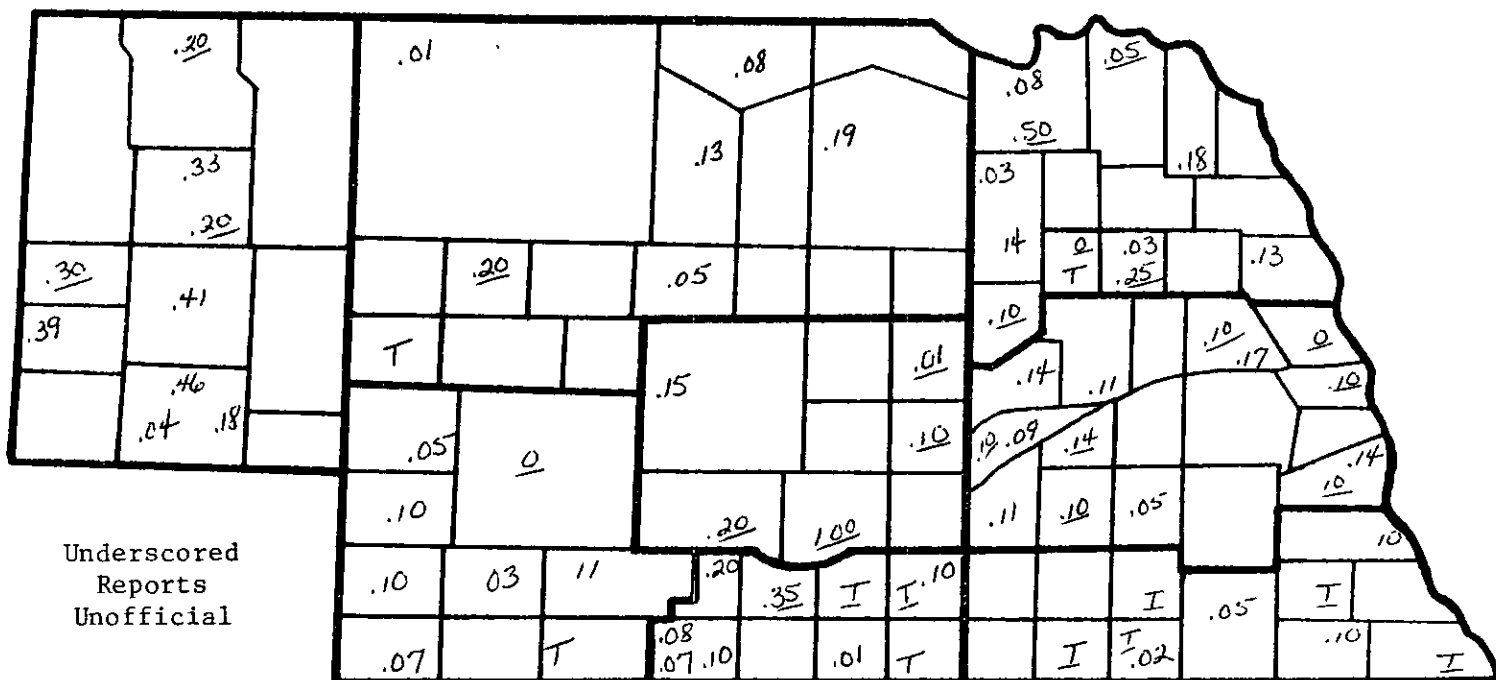 .20 .01 .08 .08 .05
.50
.33 .13 .19 .03 .18
.20
.30 .20 .05 14 0 .03 .13
T .25
.41
.39 .10
T .15 .01 .10 .17 0
.46 .14 .11 .10
.04 .18
.05 0 .10 .10 .09 .14 .14
10
.10 .20 1.00 .11 .10 .05
10
Underscored
Reports
Unofficial
.10 03 11 .20 .35 T T .10 T .05 T
.07 T .08
.07 .10 .01 T T T .02 .10 T